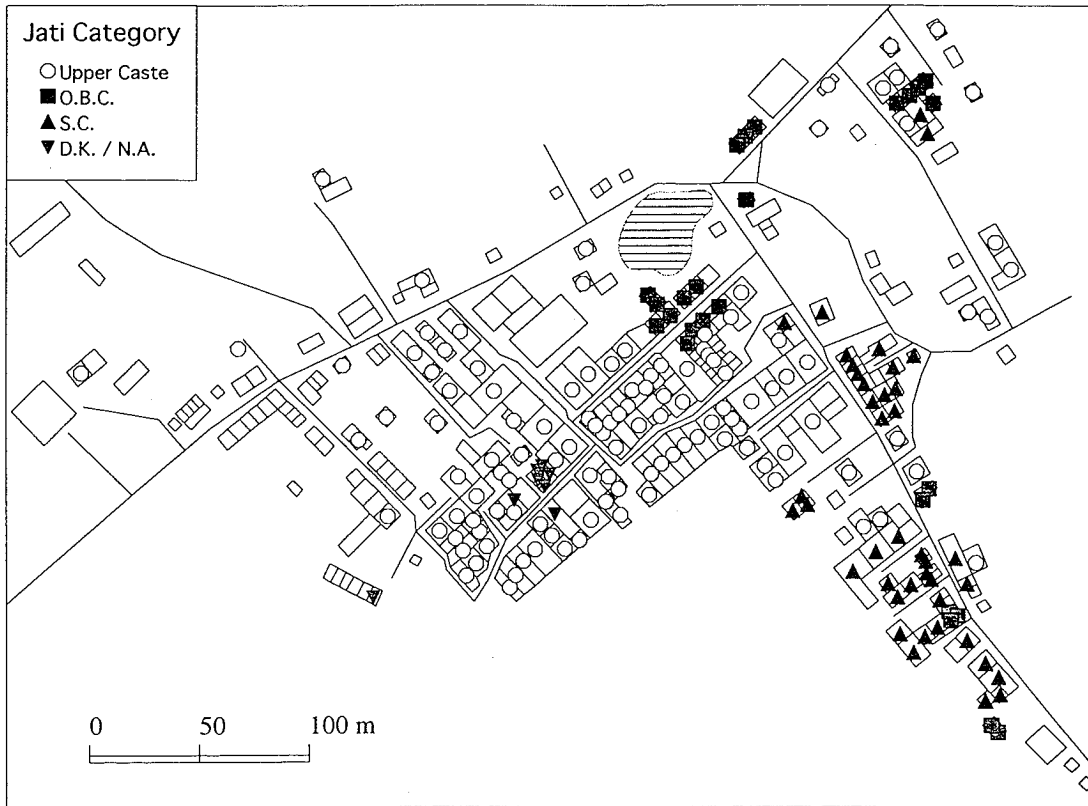 Jati Category
Upper Caste
O.B.C.
S.C.
D.K. / N.A.
0 50 100 m